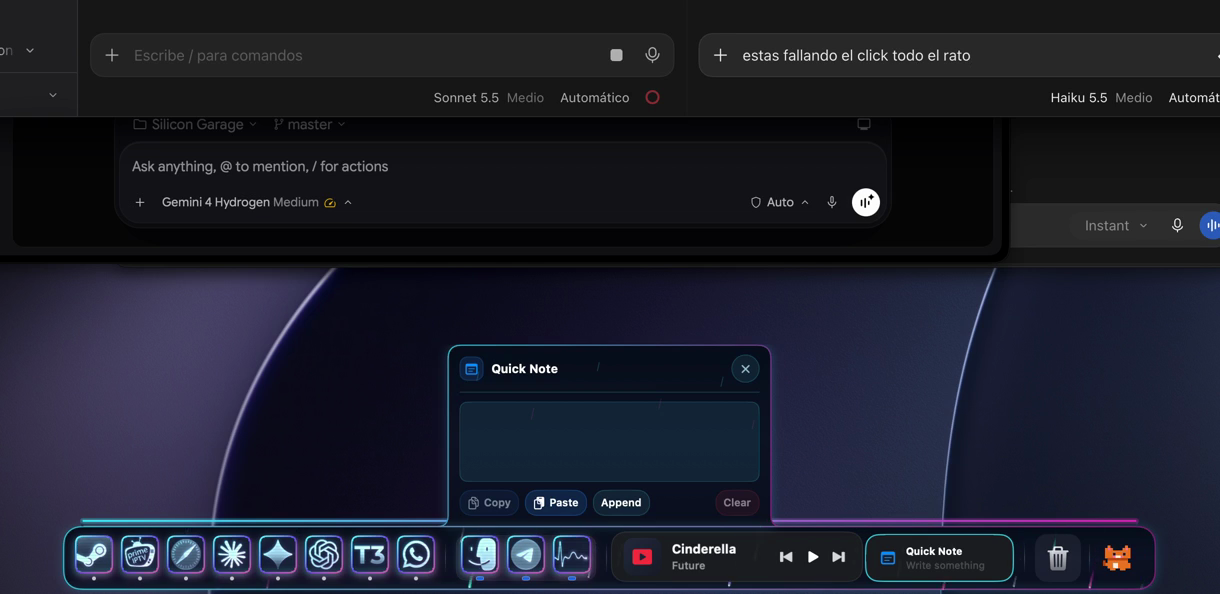 on
Escribe / para comandos
Sonnet 5.5 Medio Automático
estas fallando el click todo el rato
Haiku 5.5 Medio Automát
Silicon Garage master
Ask anything, @ to mention, / for actions
Gemini 4 Hydrogen Medium
Auto
Instant
Quick Note
Copy Paste Append Clear
prime
IPTV
T3
Cinderella
Future
Quick Note
Write something